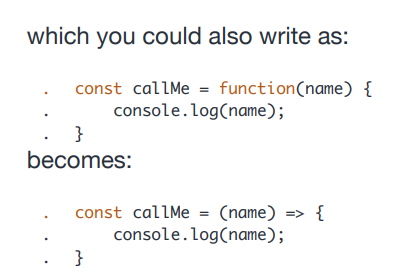 which you could also write as:
. const callMe = function(name) {
.     console.log(name);
. }
becomes:
. const callMe = (name) => {
.     console.log(name);
. }